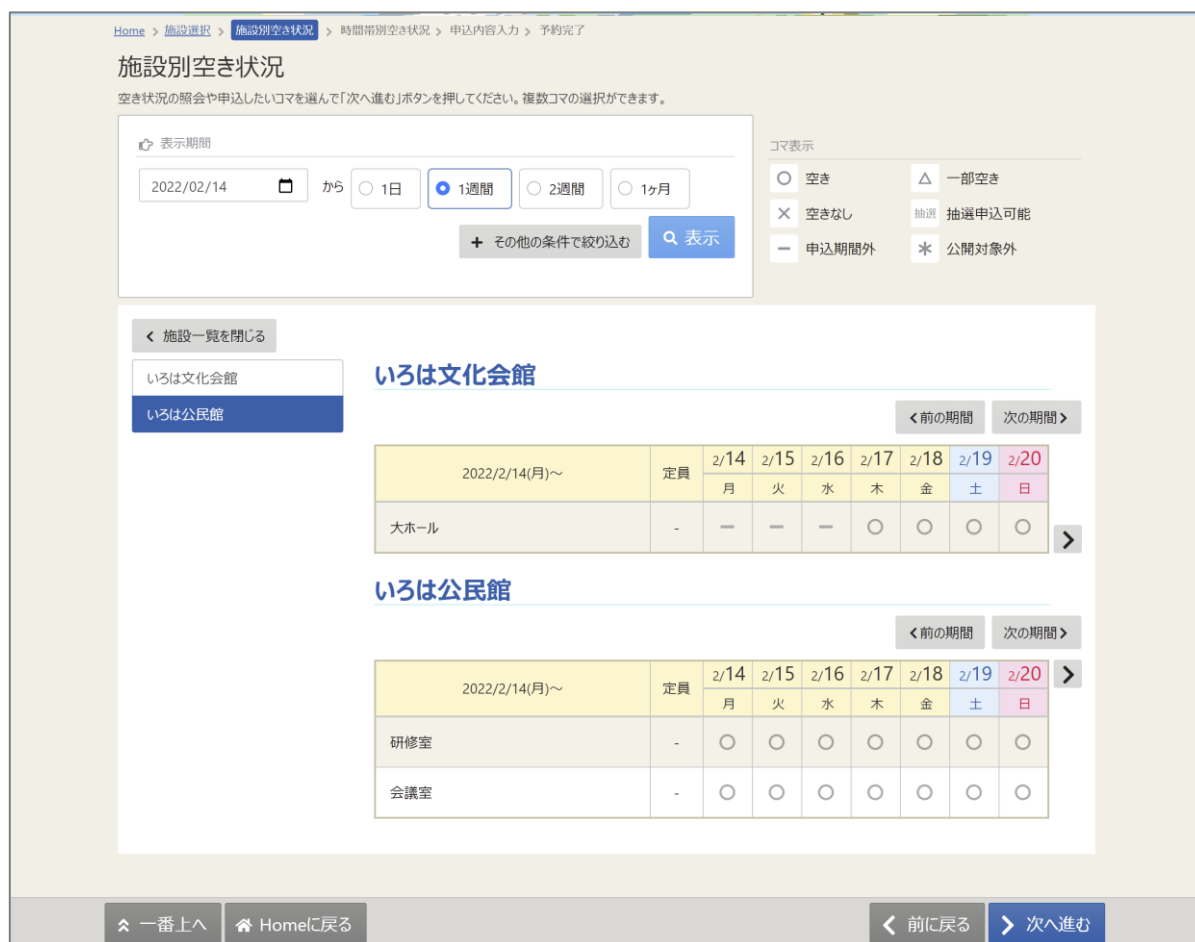 Home > 施設選択 > 施設別空き状況 > 時間帯別空き状況 > 申込内容入力 > 予約完了
施設別空き状況
空き状況の照会や申込したいコマを選んで「次へ進む」ボタンを押してください。複数コマの選択ができます。
表示期間
2022/02/14 から 1日 1週間 2週間 1ヶ月
+ その他の条件で絞り込む 表示
コマ表示
○ 空き △ 一部空き
× 空きなし 抽選 抽選申込可能
－ 申込期間外 ＊ 公開対象外
< 施設一覧を閉じる
いろは文化会館
いろは公民館
いろは文化会館
<前の期間 次の期間>
2022/2/14(月)～ 定員 2/14 2/15 2/16 2/17 2/18 2/19 2/20
月 火 水 木 金 土 日
大ホール - － － － ○ ○ ○ ○
>
いろは公民館
<前の期間 次の期間>
2022/2/14(月)～ 定員 2/14 2/15 2/16 2/17 2/18 2/19 2/20 >
月 火 水 木 金 土 日
研修室 - ○ ○ ○ ○ ○ ○ ○
会議室 - ○ ○ ○ ○ ○ ○ ○
一番上へ Homeに戻る < 前に戻る > 次へ進む